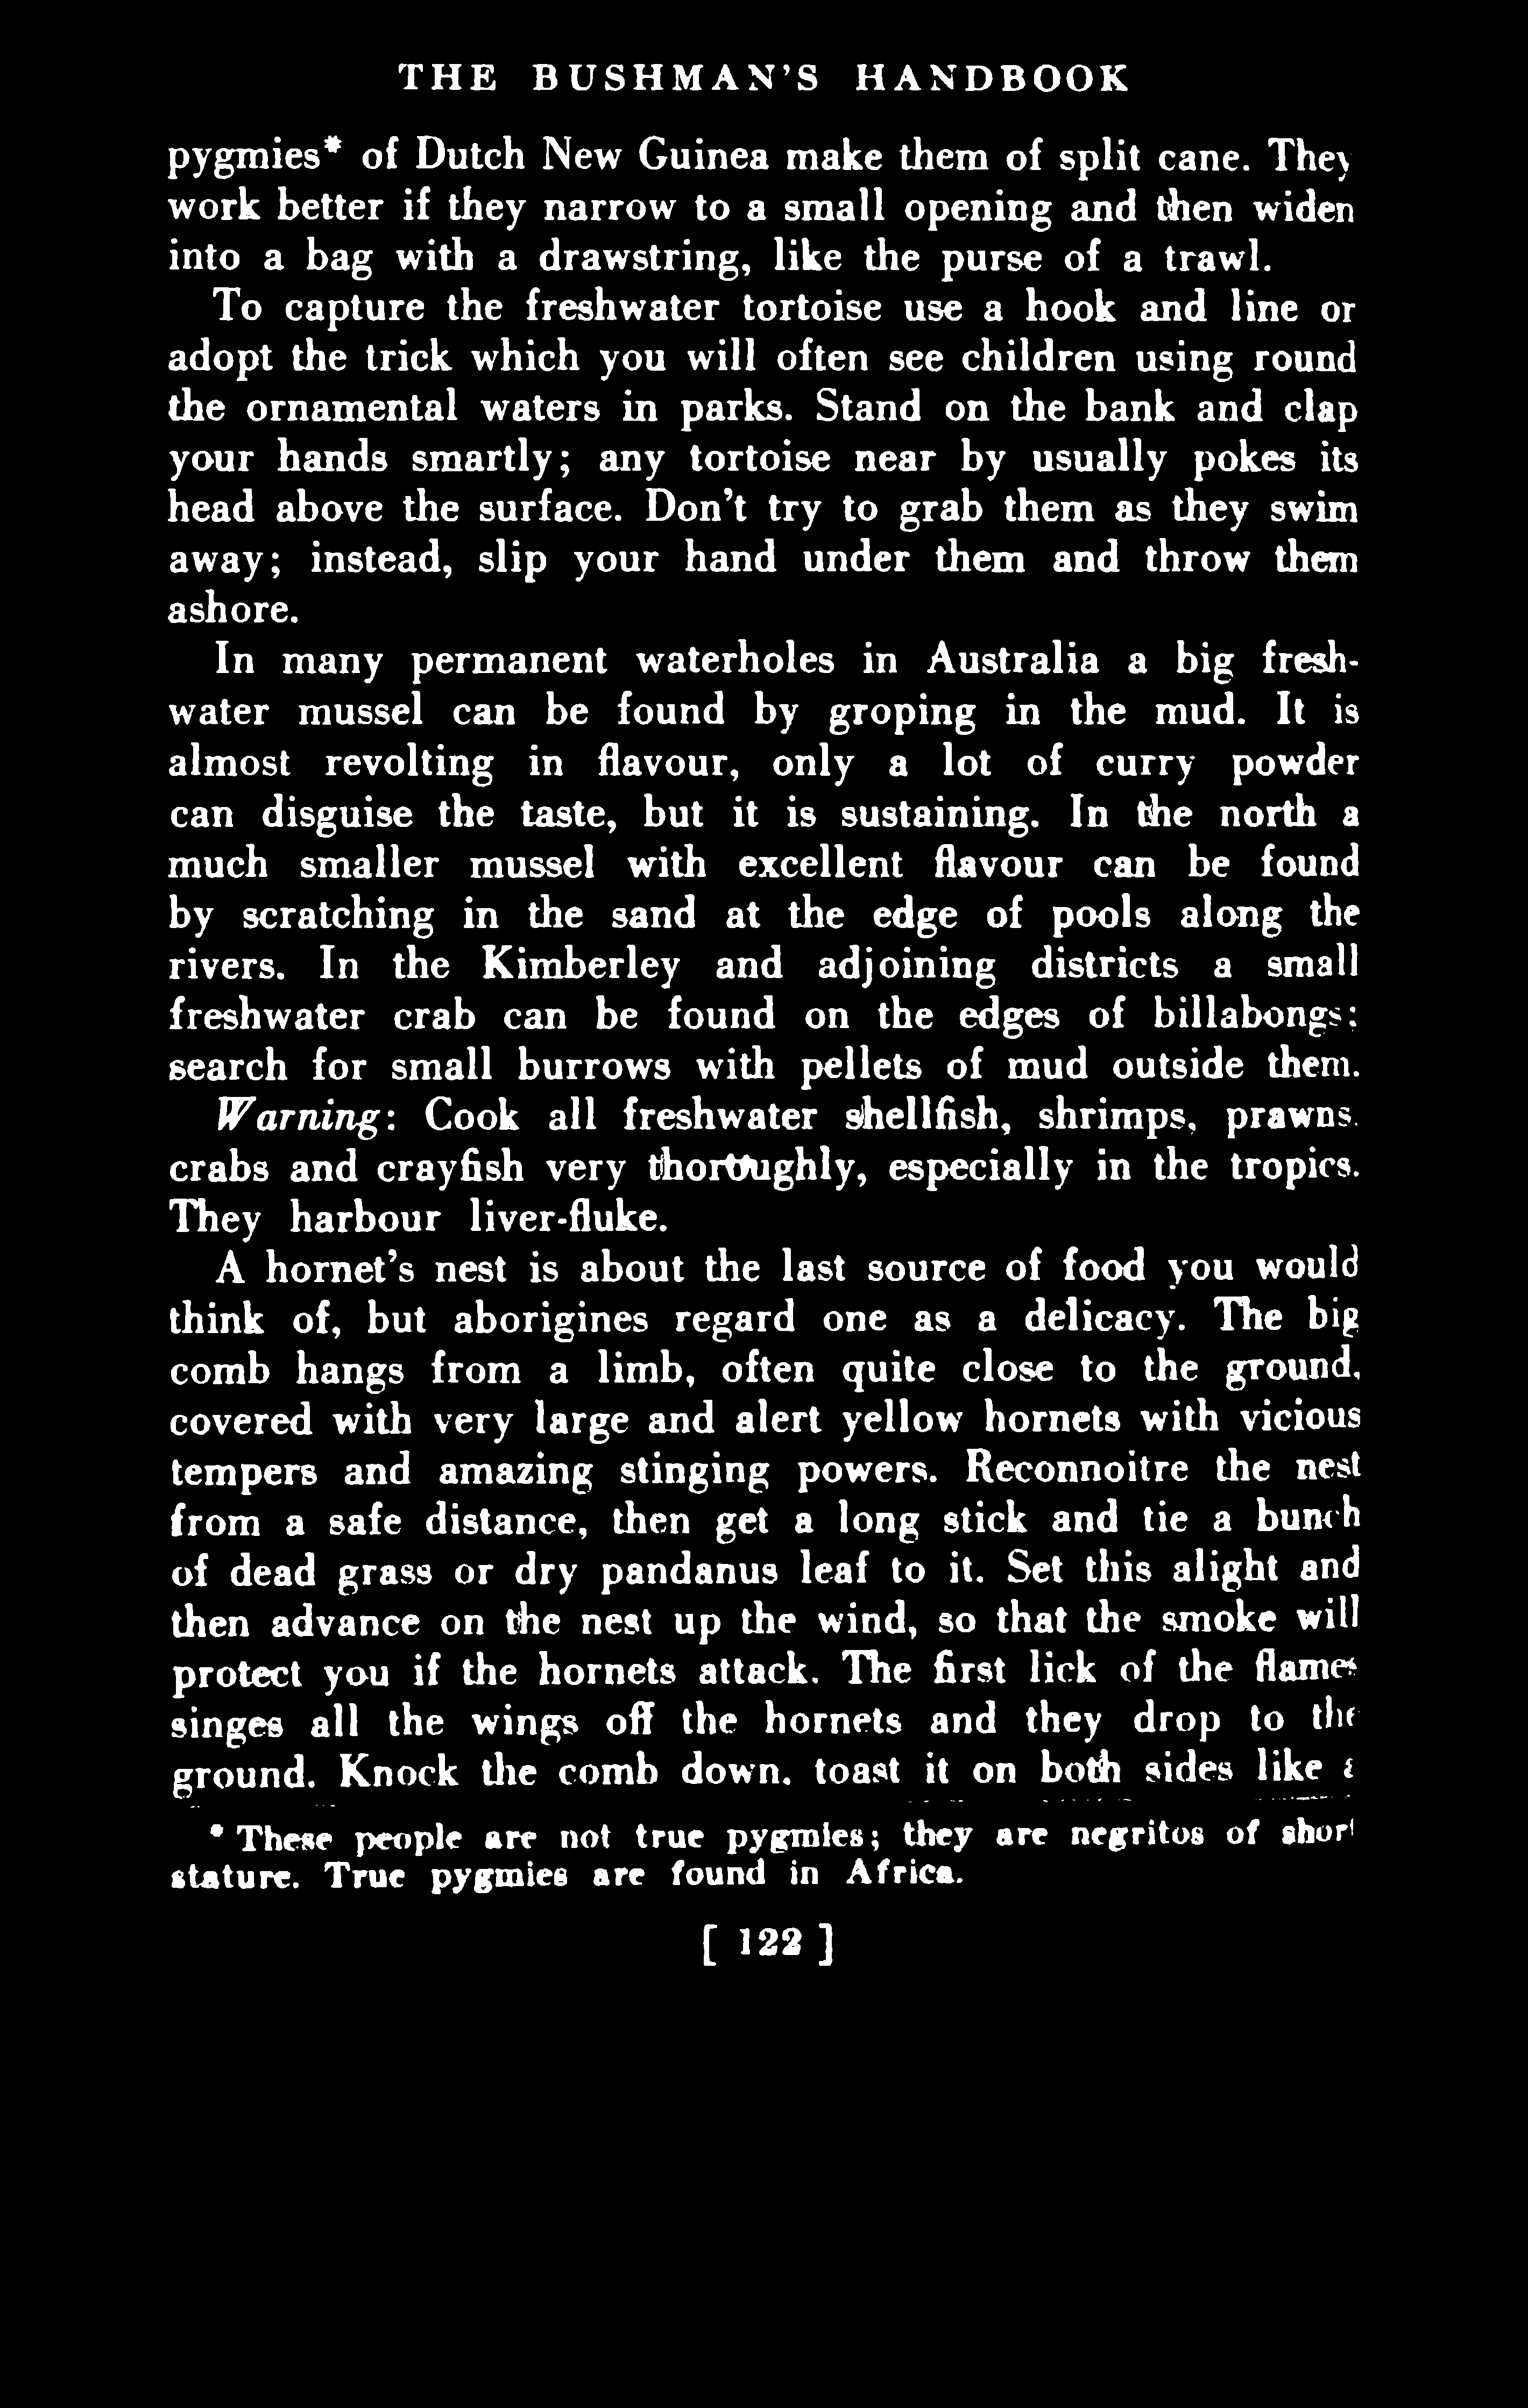 THE BUSHMAN'S HANDBOOK
pygmies* of Dutch New Guinea make them of split cane. They
work better if they narrow to a small opening and then widen
into a bag with a drawstring, like the purse of a trawl.
To capture the freshwater tortoise use a hook and line or
adopt the trick which you will often see children using round
the ornamental waters in parks. Stand on the bank and clap
your hands smartly; any tortoise near by usually pokes its
head above the surface. Don't try to grab them as they swim
away; instead, slip your hand under them and throw them
ashore.
In many permanent waterholes in Australia a big fresh-
water mussel can be found by groping in the mud. It is
almost revolting in flavour, only a lot of curry powder
can disguise the taste, but it is sustaining. In the north a
much smaller mussel with excellent flavour can be found
by scratching in the sand at the edge of pools along the
rivers. In the Kimberley and adjoining districts a small
freshwater crab can be found on the edges of billabongs;
search for small burrows with pellets of mud outside them.
Warning: Cook all freshwater shellfish, shrimps, prawns,
crabs and crayfish very thoroughly, especially in the tropics.
They harbour liver-fluke.
A hornet's nest is about the last source of food you would
think of, but aborigines regard one as a delicacy. The big
comb hangs from a limb, often quite close to the ground,
covered with very large and alert yellow hornets with vicious
tempers and amazing stinging powers. Reconnoitre the nest
from a safe distance, then get a long stick and tie a bunch
of dead grass or dry pandanus leaf to it. Set this alight and
then advance on the nest up the wind, so that the smoke will
protect you if the hornets attack. The first lick of the flames
singes all the wings off the hornets and they drop to the
ground. Knock the comb down, toast it on both sides like a
* These people are not true pygmies; they are negritos of short
stature. True pygmies are found in Africa.
[ 122 ]